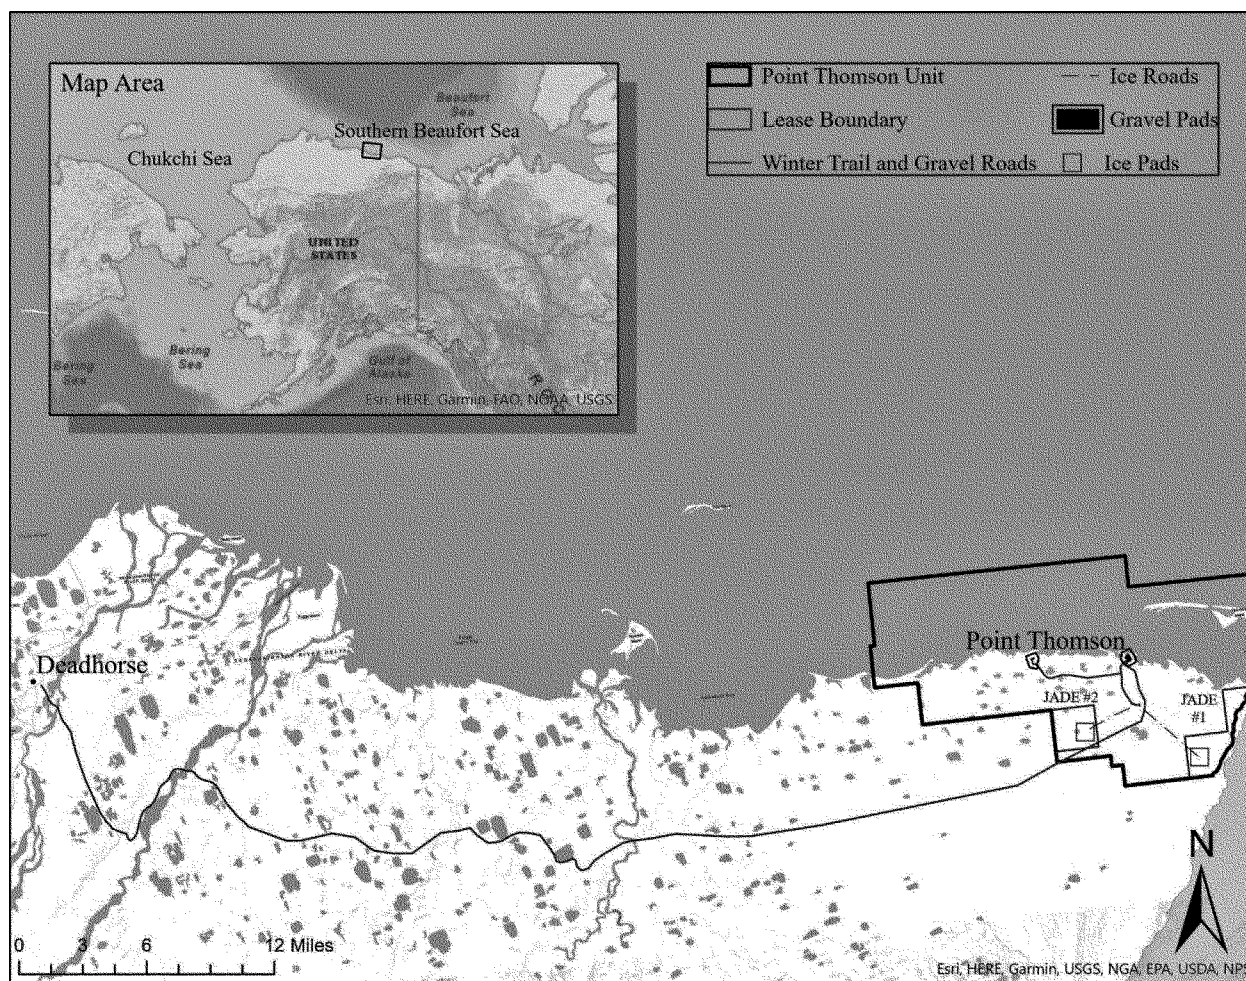 Map Area
Beaufort
Sea
Southern Beaufort Sea
Chukchi Sea
UNITED
STATES
Bering
Sea
Bering
Sea
Gulf of
Alaska
Esri, HERE, Garmin, FAO, NOAA, USGS
Point Thomson Unit
Ice Roads
Lease Boundary
Gravel Pads
Winter Trail and Gravel Roads
Ice Pads
Deadhorse
Point Thomson
JADE #2
JADE
#1
N
0 3 6 12 Miles
Esri, HERE, Garmin, USGS, NGA, EPA, USDA, NPS